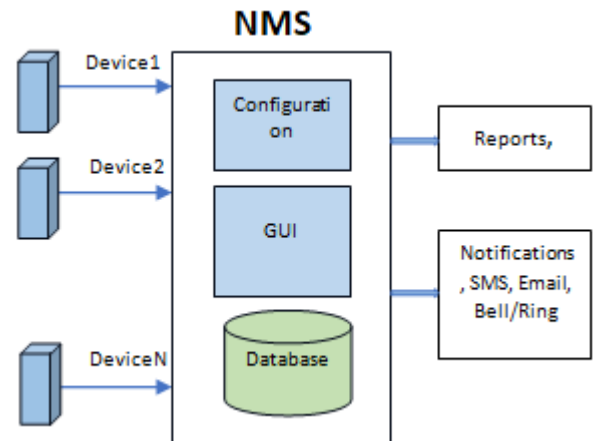 NMS
Device1
Configurati
on
Reports,
Device2
GUI
Notifications
, SMS, Email,
Bell/Ring
DeviceN
Database